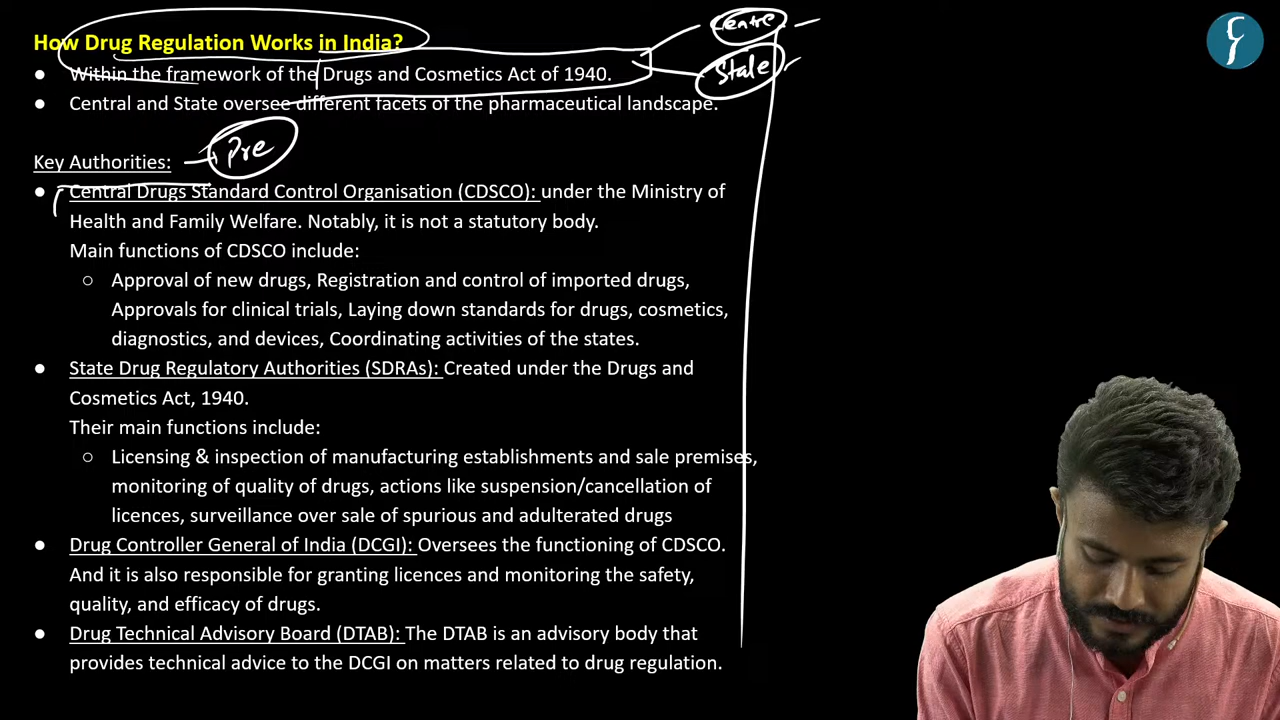 Centre
How Drug Regulation Works in India?
State
● Within the framework of the Drugs and Cosmetics Act of 1940.
● Central and State oversee different facets of the pharmaceutical landscape.
Pre
Key Authorities:
● Central Drugs Standard Control Organisation (CDSCO): under the Ministry of
Health and Family Welfare. Notably, it is not a statutory body.
Main functions of CDSCO include:
○ Approval of new drugs, Registration and control of imported drugs,
Approvals for clinical trials, Laying down standards for drugs, cosmetics,
diagnostics, and devices, Coordinating activities of the states.
● State Drug Regulatory Authorities (SDRAs): Created under the Drugs and
Cosmetics Act, 1940.
Their main functions include:
○ Licensing & inspection of manufacturing establishments and sale premises,
monitoring of quality of drugs, actions like suspension/cancellation of
licences, surveillance over sale of spurious and adulterated drugs
● Drug Controller General of India (DCGI): Oversees the functioning of CDSCO.
And it is also responsible for granting licences and monitoring the safety,
quality, and efficacy of drugs.
● Drug Technical Advisory Board (DTAB): The DTAB is an advisory body that
provides technical advice to the DCGI on matters related to drug regulation.